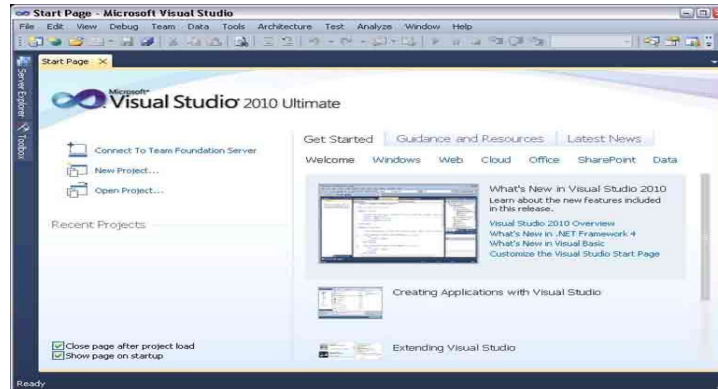 Start Page - Microsoft Visual Studio
File Edit View Debug Team Data Tools Architecture Test Analyze Window Help
Start Page
Server Explorer
Toolbox
Microsoft
Visual Studio 2010 Ultimate
Connect To Team Foundation Server
New Project...
Open Project...
Recent Projects
Close page after project load
Show page on startup
Get Started Guidance and Resources Latest News
Welcome Windows Web Cloud Office SharePoint Data
What's New in Visual Studio 2010
Learn about the new features included
in this release.
Visual Studio 2010 Overview
What's New in .NET Framework 4
What's New in Visual Basic
Customize the Visual Studio Start Page
Creating Applications with Visual Studio
Extending Visual Studio
Ready